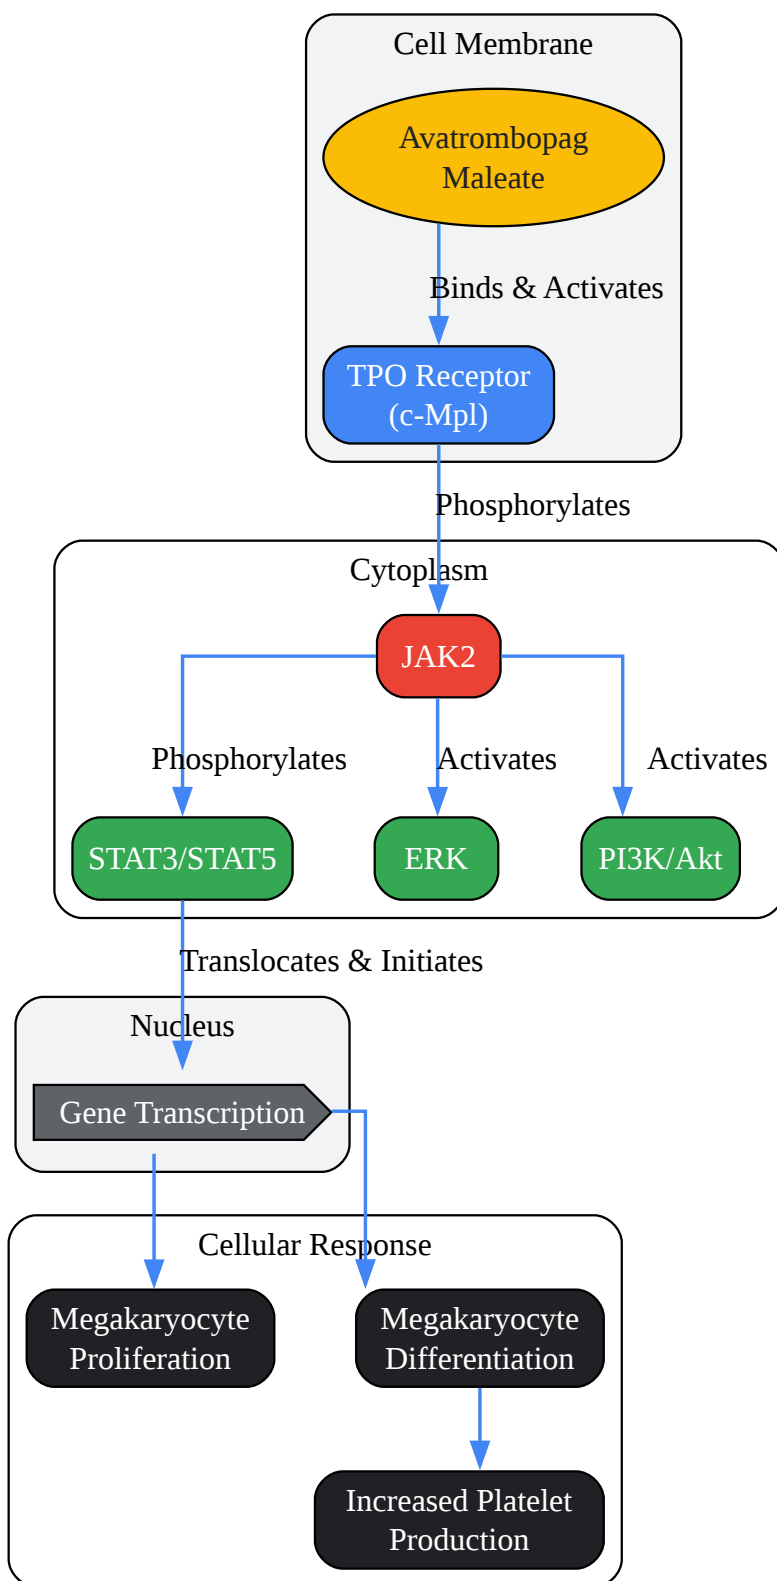 Cell Membrane
Avatrombopag
Maleate
Binds & Activates
TPO Receptor
(c-Mpl)
Phosphorylates
Cytoplasm
JAK2
Phosphorylates
Activates
Activates
STAT3/STAT5
ERK
PI3K/Akt
Translocates & Initiates
Nucleus
Gene Transcription
Cellular Response
Megakaryocyte
Proliferation
Megakaryocyte
Differentiation
Increased Platelet
Production